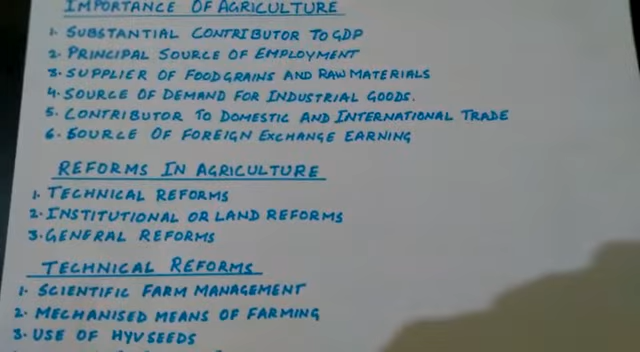 IMPORTANCE OF AGRICULTURE
1. SUBSTANTIAL CONTRIBUTOR TO GDP
2. PRINCIPAL SOURCE OF EMPLOYMENT
3. SUPPLIER OF FOODGRAINS AND RAW MATERIALS
4. SOURCE OF DEMAND FOR INDUSTRIAL GOODS.
5. CONTRIBUTOR TO DOMESTIC AND INTERNATIONAL TRADE
6. SOURCE OF FOREIGN EXCHANGE EARNING
REFORMS IN AGRICULTURE
1. TECHNICAL REFORMS
2. INSTITUTIONAL OR LAND REFORMS
3. GENERAL REFORMS
TECHNICAL REFORMS
1. SCIENTIFIC FARM MANAGEMENT
2. MECHANISED MEANS OF FARMING
3. USE OF HYV SEEDS